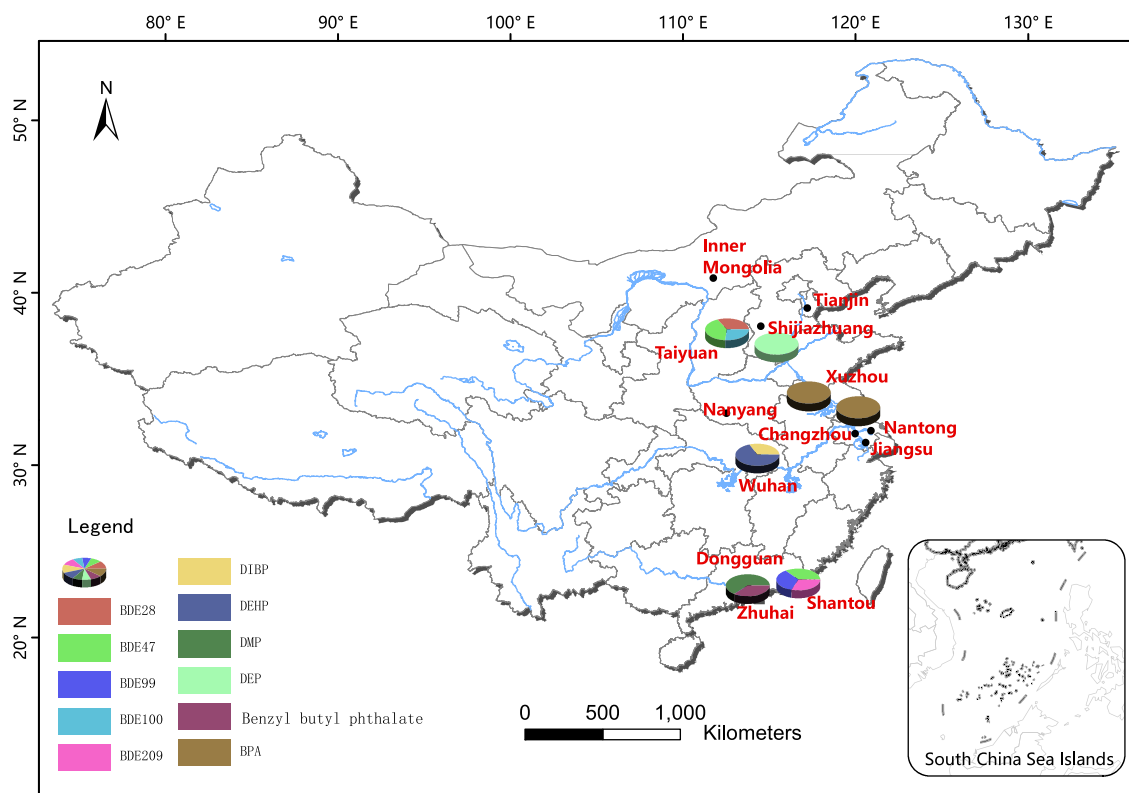 80° E
90° E
100° E
110° E
120° E
130° E
N
50° N
40° N
30° N
20° N
Inner
Mongolia
Tianjin
Shijiazhuang
Taiyuan
Xuzhou
Nanyang
Nantong
Changzhou
Jiangsu
Wuhan
Dongguan
Shantou
Zhuhai
Legend
BDE28
BDE47
BDE99
BDE100
BDE209
DIBP
DEHP
DMP
DEP
Benzyl butyl phthalate
BPA
0 500 1,000
Kilometers
South China Sea Islands